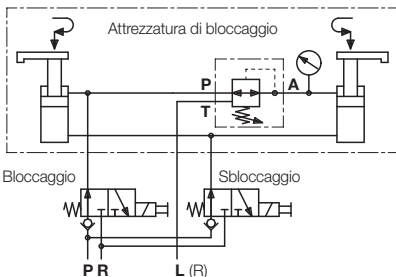 Attrezzatura di bloccaggio
P A
T
Bloccaggio Sbloccaggio
P R L (R)